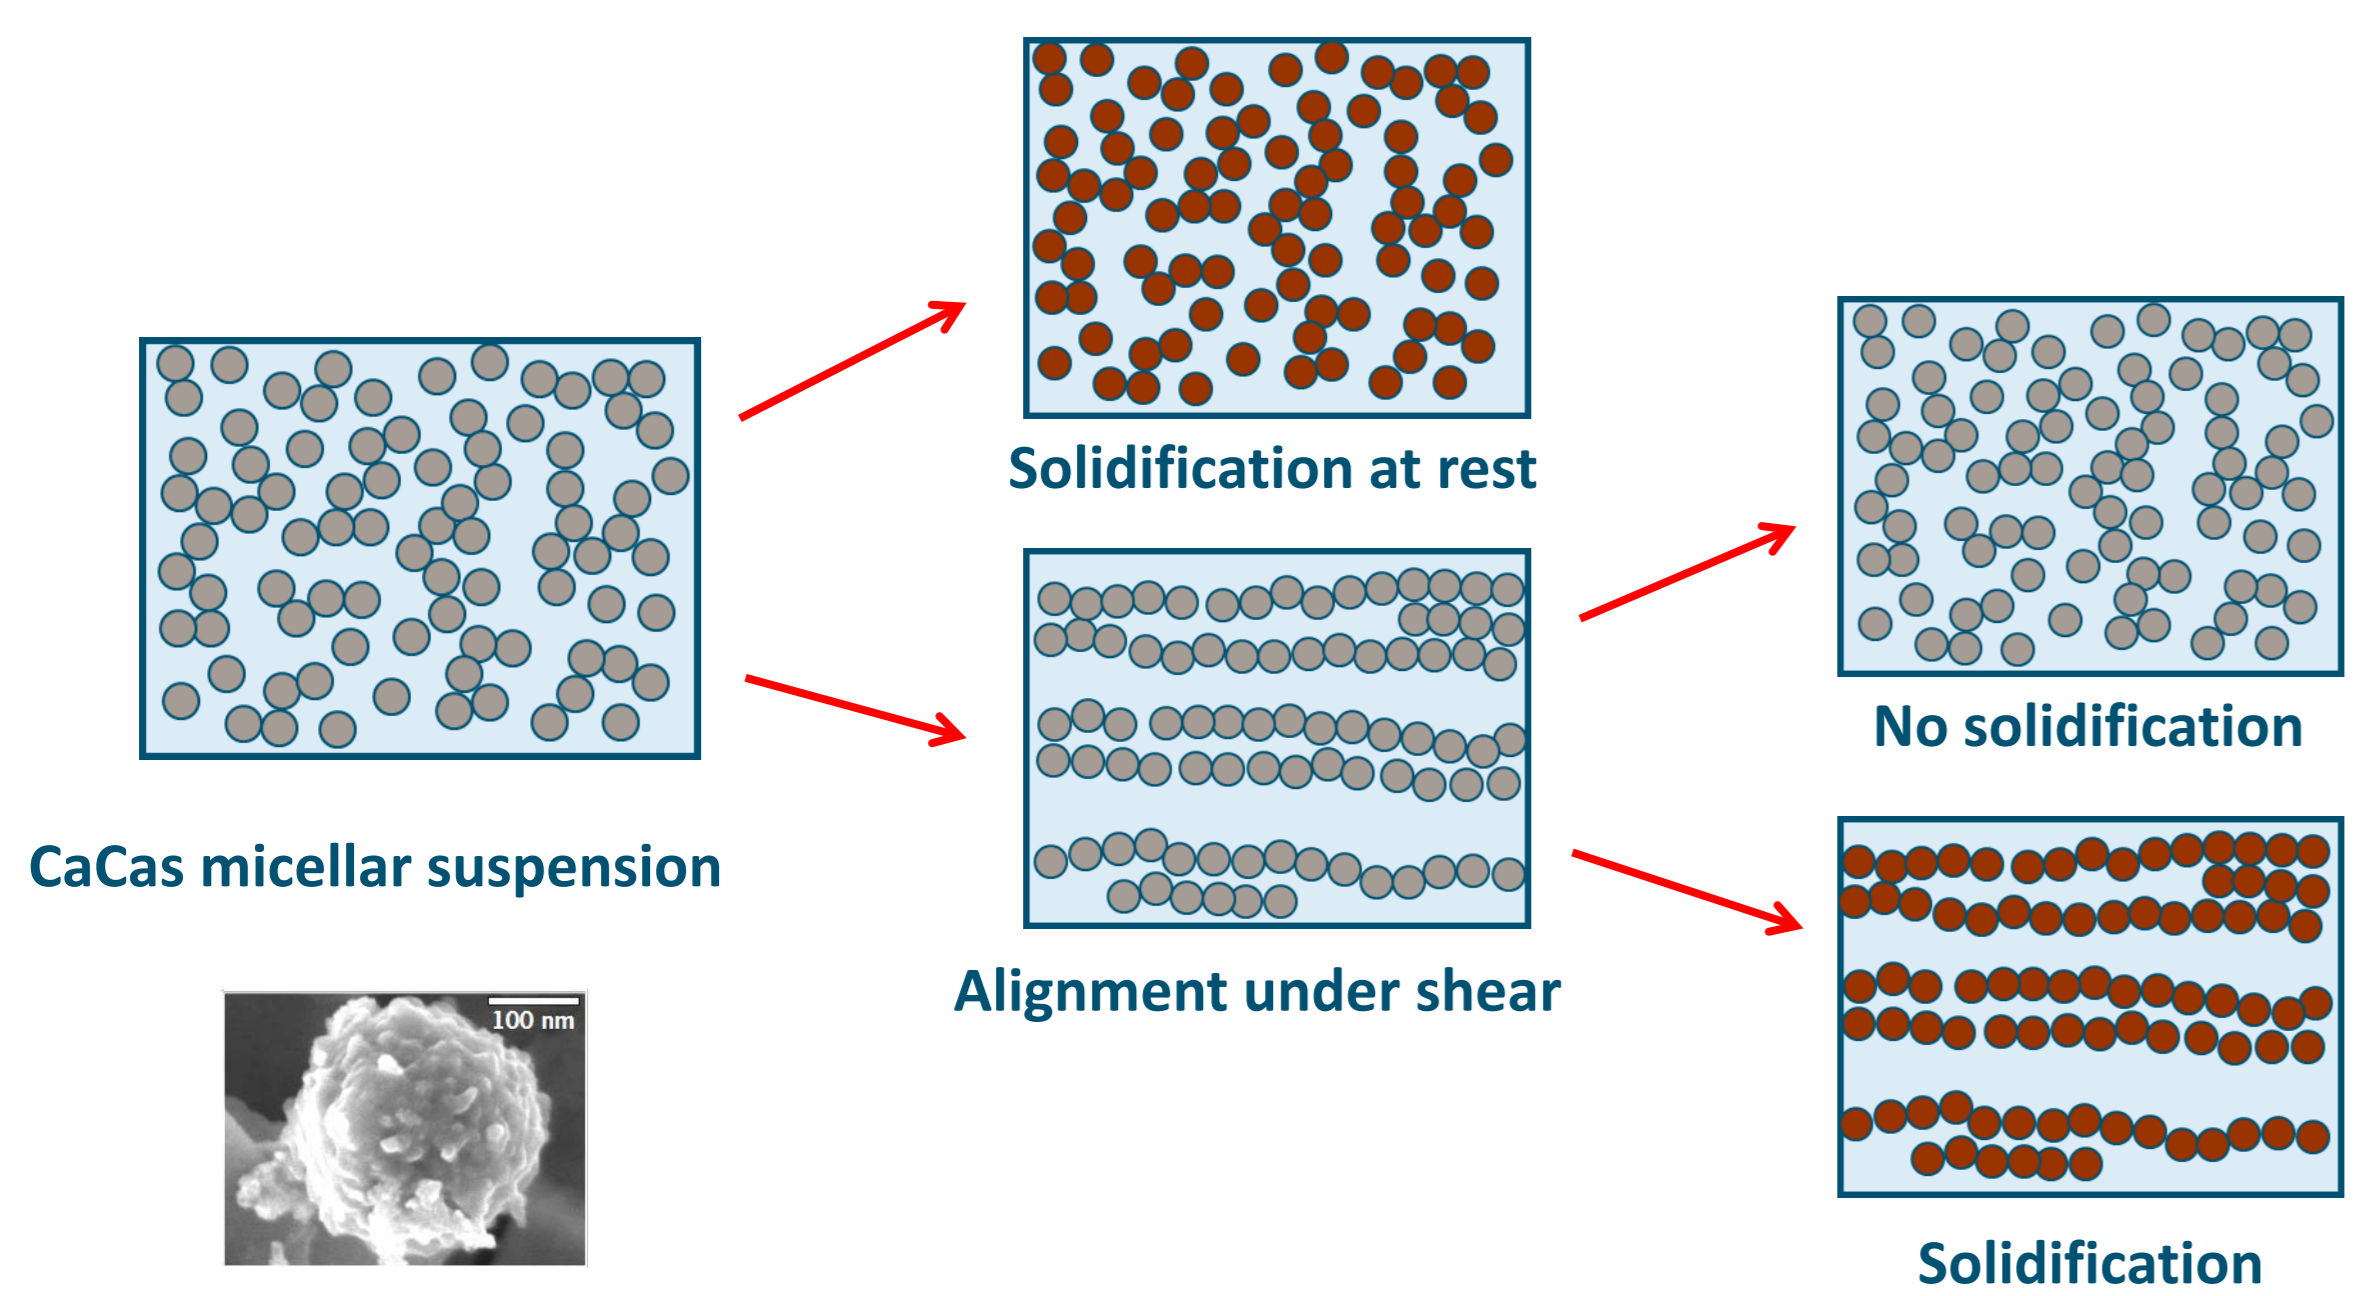 Solidification at rest
No solidification
CaCas micellar suspension
Alignment under shear
100 nm
Solidification